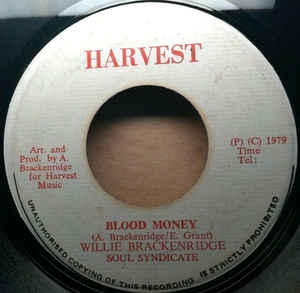 HARVEST
Arr. and
Prod. by A.
Brackenridge
for Harvest
Music
(P) (C) 1979
Time
Tel:
BLOOD MONEY
(A. Brackenridge/E. Grant)
WILLIE BRACKENRIDGE
SOUL SYNDICATE
UNAUTHORISED COPYING OF THIS RECORDING IS STRICTLY PROHIBITED